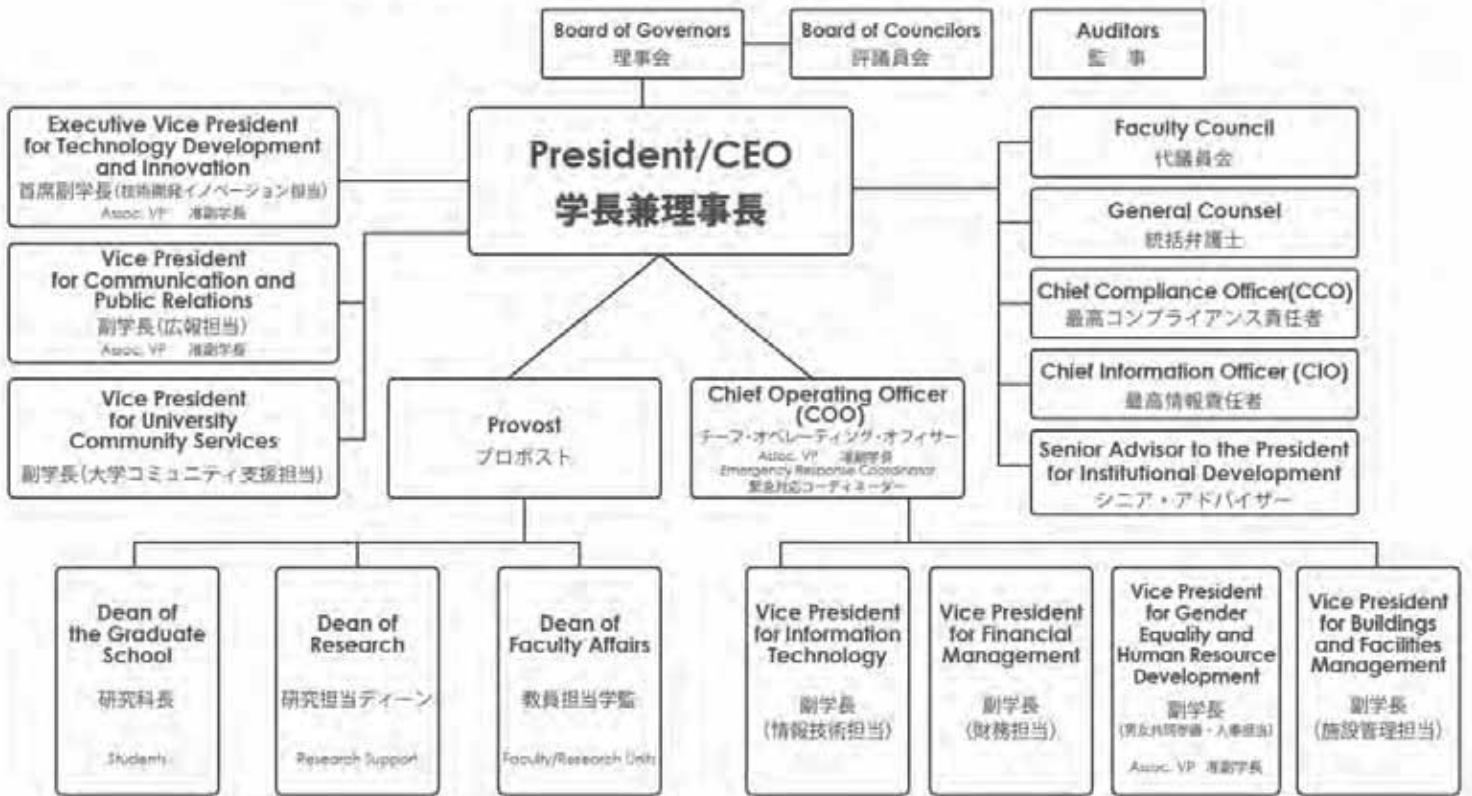 Board of Governors
理事会
Board of Councilors
評議員会
Auditors
監 事
Executive Vice President
for Technology Development
and Innovation
首席副学長(技術開発イノベーション担当)
Assoc. VP 准副学長
President/CEO
学長兼理事長
Faculty Council
代議員会
General Counsel
統括弁護士
Vice President
for Communication and
Public Relations
副学長(広報担当)
Assoc. VP 准副学長
Chief Compliance Officer(CCO)
最高コンプライアンス責任者
Chief Information Officer (CIO)
最高情報責任者
Vice President
for University
Community Services
副学長(大学コミュニティ支援担当)
Provost
プロボスト
Chief Operating Officer
(COO)
チーフ・オペレーティング・オフィサー
Assoc. VP 准副学長
Emergency Response Coordinator
緊急対応コーディネーター
Senior Advisor to the President
for Institutional Development
シニア・アドバイザー
Dean of
the Graduate
School
研究科長
Students
Dean of
Research
研究担当ディーン
Research Support
Dean of
Faculty Affairs
教員担当学監
Faculty/Research Units
Vice President
for Information
Technology
副学長
(情報技術担当)
Vice President
for Financial
Management
副学長
(財務担当)
Vice President
for Gender
Equality and
Human Resource
Development
副学長
(男女共同参画・人事担当)
Assoc. VP 准副学長
Vice President
for Buildings
and Facilities
Management
副学長
(施設管理担当)